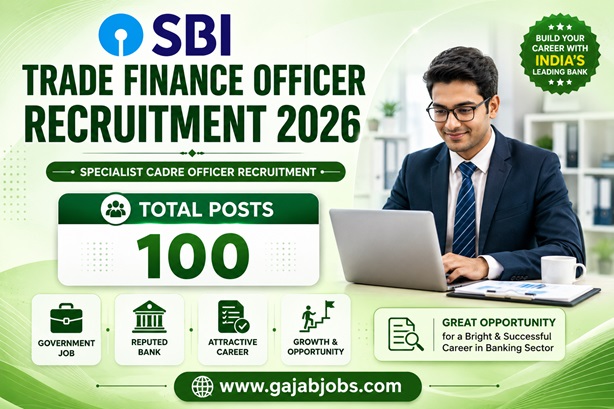 SBI
TRADE FINANCE OFFICER
RECRUITMENT 2026
SPECIALIST CADRE OFFICER RECRUITMENT
TOTAL POSTS
100
GOVERNMENT
JOB
REPUTED
BANK
ATTRACTIVE
CAREER
GROWTH &
OPPORTUNITY
BUILD YOUR
CAREER WITH
INDIA'S
LEADING BANK
GREAT OPPORTUNITY
for a Bright & Successful
Career in Banking Sector
www.gajabjobs.com